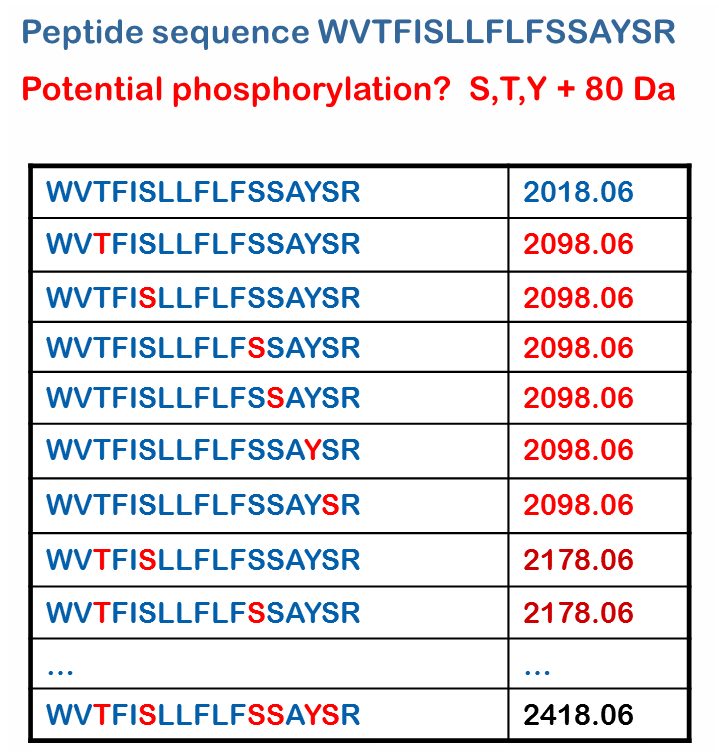 Peptide sequence WVTFISLLFLFSSAYSR
Potential phosphorylation? S,T,Y + 80 Da
WVTFISLLFLFSSAYSR 2018.06
WVTFISLLFLFSSAYSR 2098.06
WVTFISLLFLFSSAYSR 2098.06
WVTFISLLFLFSSAYSR 2098.06
WVTFISLLFLFSSAYSR 2098.06
WVTFISLLFLFSSAYSR 2098.06
WVTFISLLFLFSSAYSR 2098.06
WVTFISLLFLFSSAYSR 2178.06
WVTFISLLFLFSSAYSR 2178.06
... ...
WVTFISLLFLFSSAYSR 2418.06